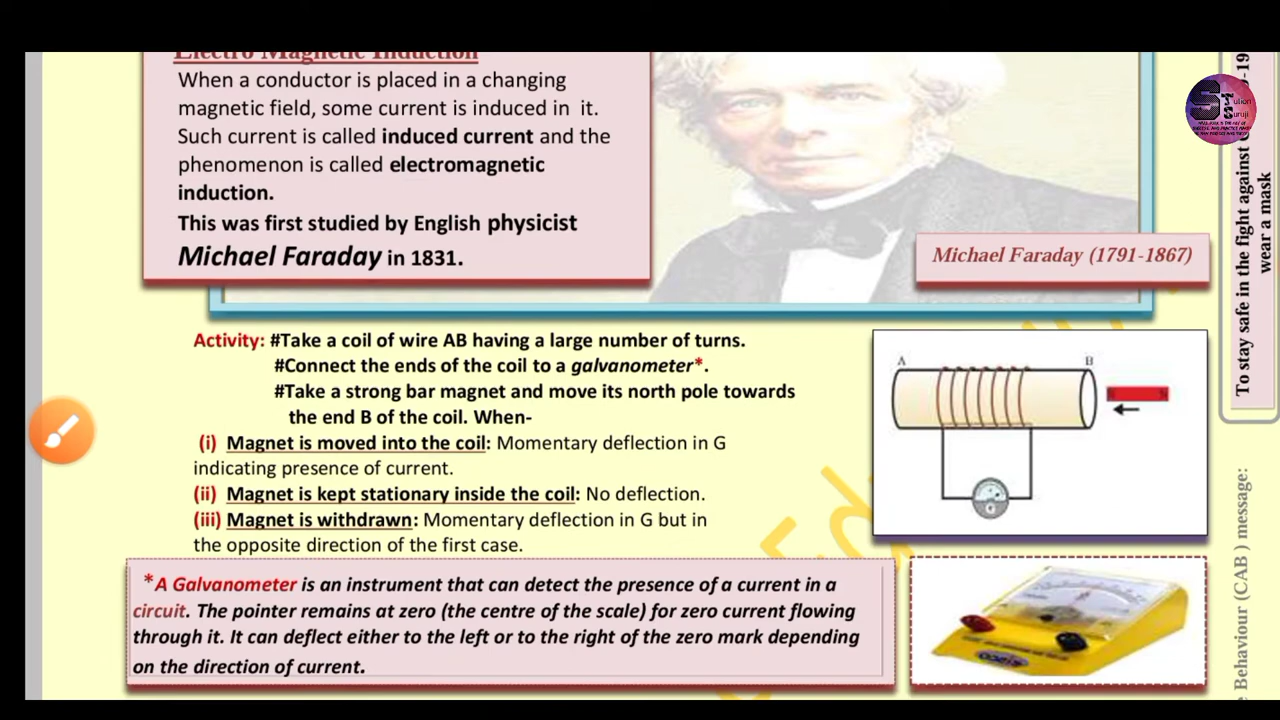 Electro Magnetic Induction
When a conductor is placed in a changing
magnetic field, some current is induced in it.
Such current is called induced current and the
phenomenon is called electromagnetic
induction.
This was first studied by English physicist
Michael Faraday in 1831.
Michael Faraday (1791-1867)
Activity: #Take a coil of wire AB having a large number of turns.
#Connect the ends of the coil to a galvanometer*.
#Take a strong bar magnet and move its north pole towards
the end B of the coil. When-
(i) Magnet is moved into the coil: Momentary deflection in G
indicating presence of current.
(ii) Magnet is kept stationary inside the coil: No deflection.
(iii) Magnet is withdrawn: Momentary deflection in G but in
the opposite direction of the first case.
A
B
G
*A Galvanometer is an instrument that can detect the presence of a current in a
circuit. The pointer remains at zero (the centre of the scale) for zero current flowing
through it. It can deflect either to the left or to the right of the zero mark depending
on the direction of current.
To stay safe in the fight against -19
wear a mask
Behaviour (CAB ) message:
Tution
Suruji
Ed